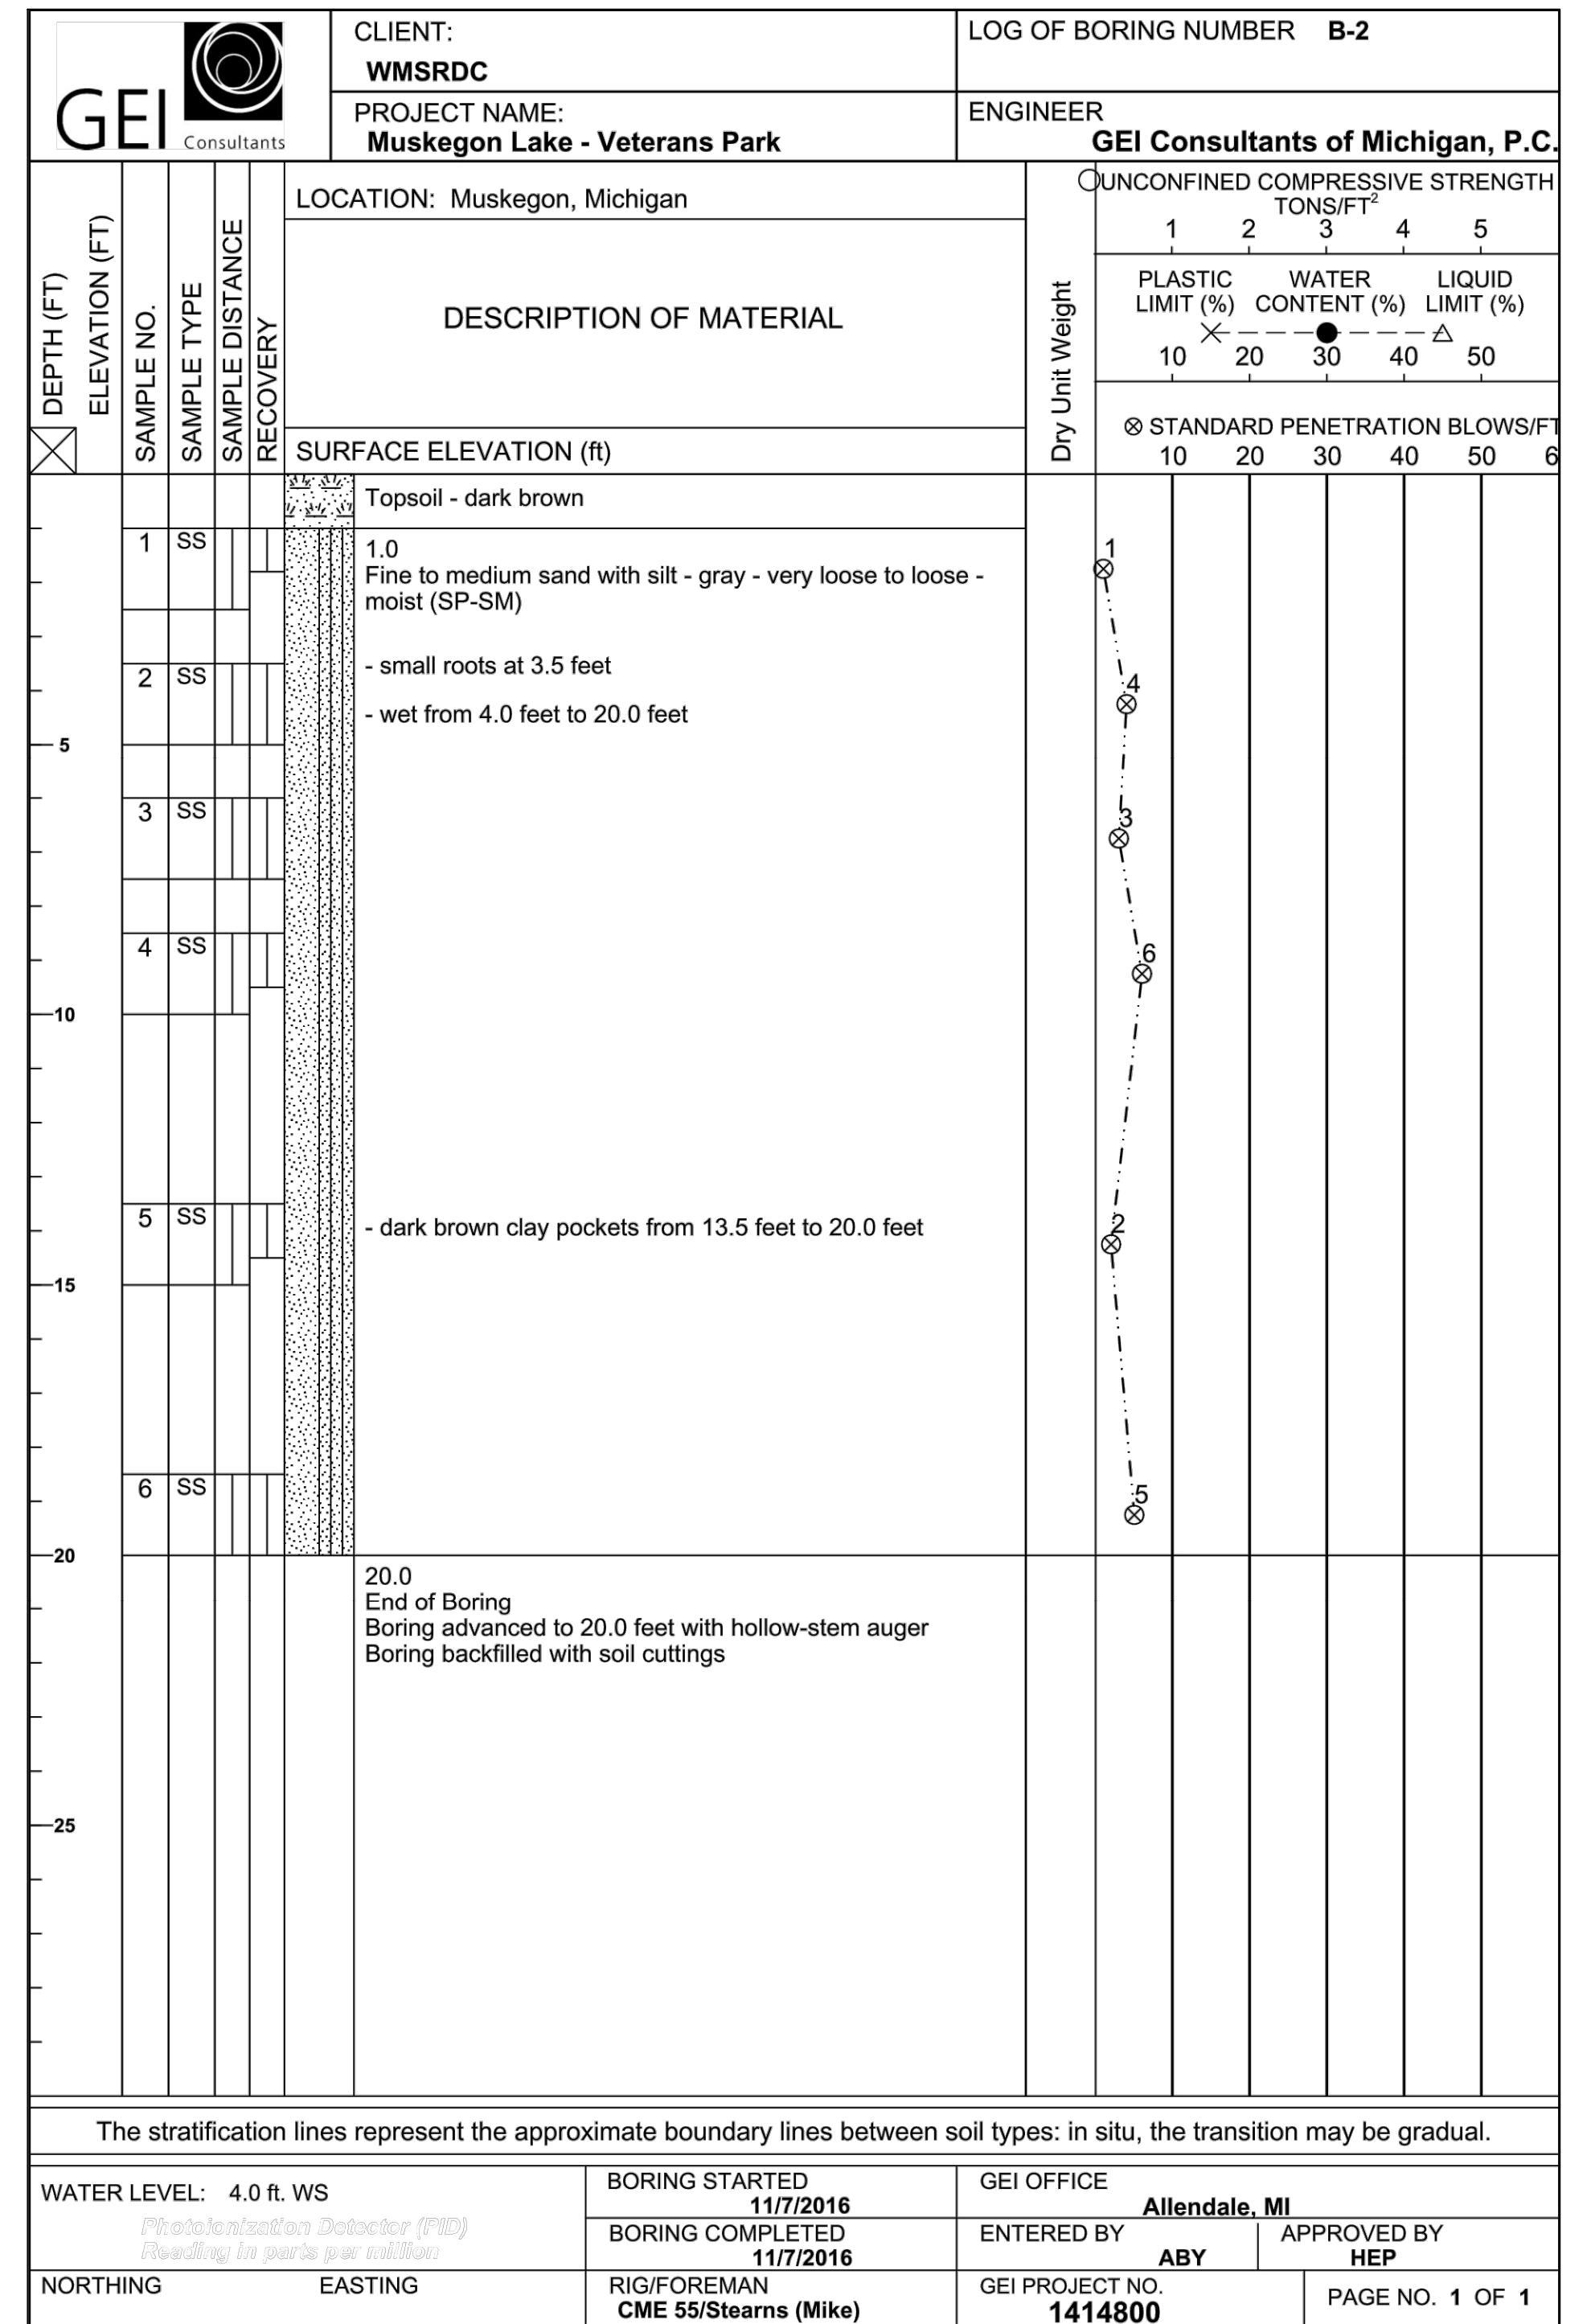 GEI Consultants
CLIENT:
WMSRDC
PROJECT NAME:
Muskegon Lake - Veterans Park
LOG OF BORING NUMBER B-2
ENGINEER
GEI Consultants of Michigan, P.C.
DEPTH (FT)
ELEVATION (FT)
SAMPLE NO.
SAMPLE TYPE
SAMPLE DISTANCE
RECOVERY
LOCATION: Muskegon, Michigan
DESCRIPTION OF MATERIAL
SURFACE ELEVATION (ft)
Dry Unit Weight
UNCONFINED COMPRESSIVE STRENGTH
TONS/FT²
1 2 3 4 5
PLASTIC WATER LIQUID
LIMIT (%) CONTENT (%) LIMIT (%)
10 20 30 40 50
STANDARD PENETRATION BLOWS/FT
10 20 30 40 50 6
Topsoil - dark brown
1 SS
1.0
1
Fine to medium sand with silt - gray - very loose to loose -
moist (SP-SM)
2 SS
- small roots at 3.5 feet
4
- wet from 4.0 feet to 20.0 feet
5
3 SS
3
4 SS
6
10
5 SS
- dark brown clay pockets from 13.5 feet to 20.0 feet
2
15
6 SS
5
20
20.0
End of Boring
Boring advanced to 20.0 feet with hollow-stem auger
Boring backfilled with soil cuttings
25
The stratification lines represent the approximate boundary lines between soil types: in situ, the transition may be gradual.
WATER LEVEL: 4.0 ft. WS
Photoionization Detector (PID)
Reading in parts per million
NORTHING EASTING
BORING STARTED
11/7/2016
BORING COMPLETED
11/7/2016
RIG/FOREMAN
CME 55/Stearns (Mike)
GEI OFFICE
Allendale, MI
ENTERED BY
ABY
APPROVED BY
HEP
GEI PROJECT NO.
1414800
PAGE NO. 1 OF 1